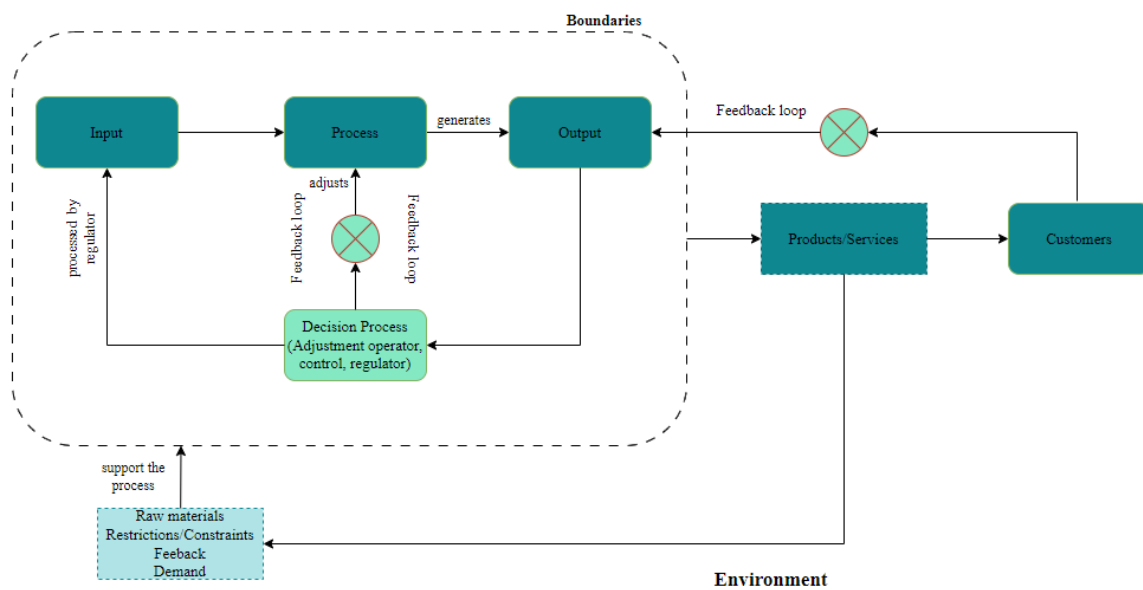 Boundaries
Input
Process
generates
Output
Feedback loop
processed by
regulator
adjusts
Feedback loop
Feedback loop
Products/Services
Customers
Decision Process
(Adjustment operator,
control, regulator)
support the
process
Raw materials
Restrictions/Constraints
Feeback
Demand
Environment